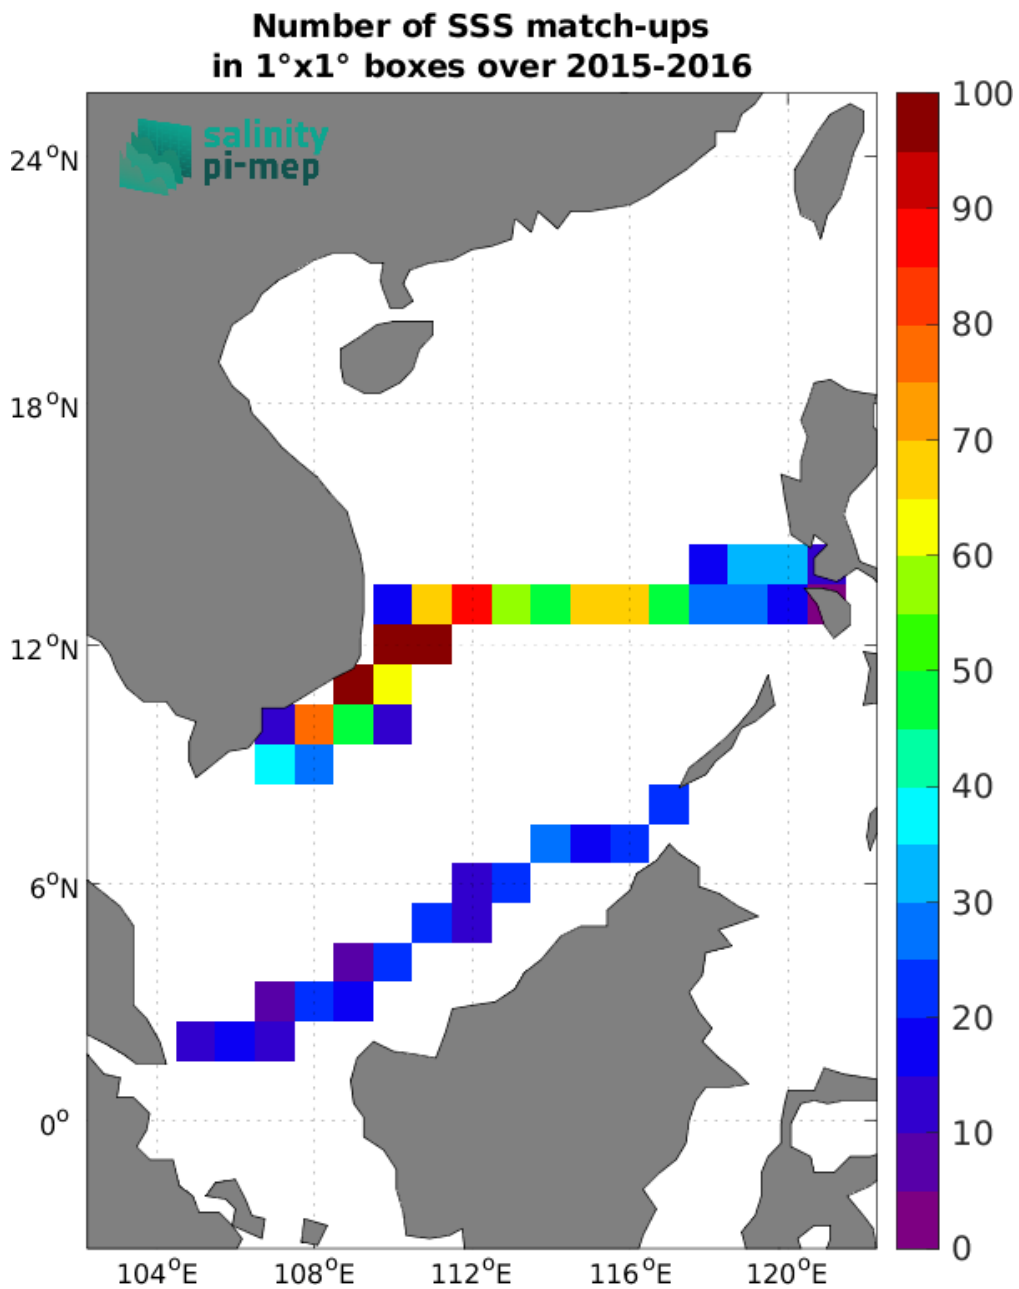 Number of SSS match-ups
in 1°x1° boxes over 2015-2016
salinity
pi-mep
24°N
18°N
12°N
6°N
0°
104°E
108°E
112°E
116°E
120°E
100
90
80
70
60
50
40
30
20
10
0